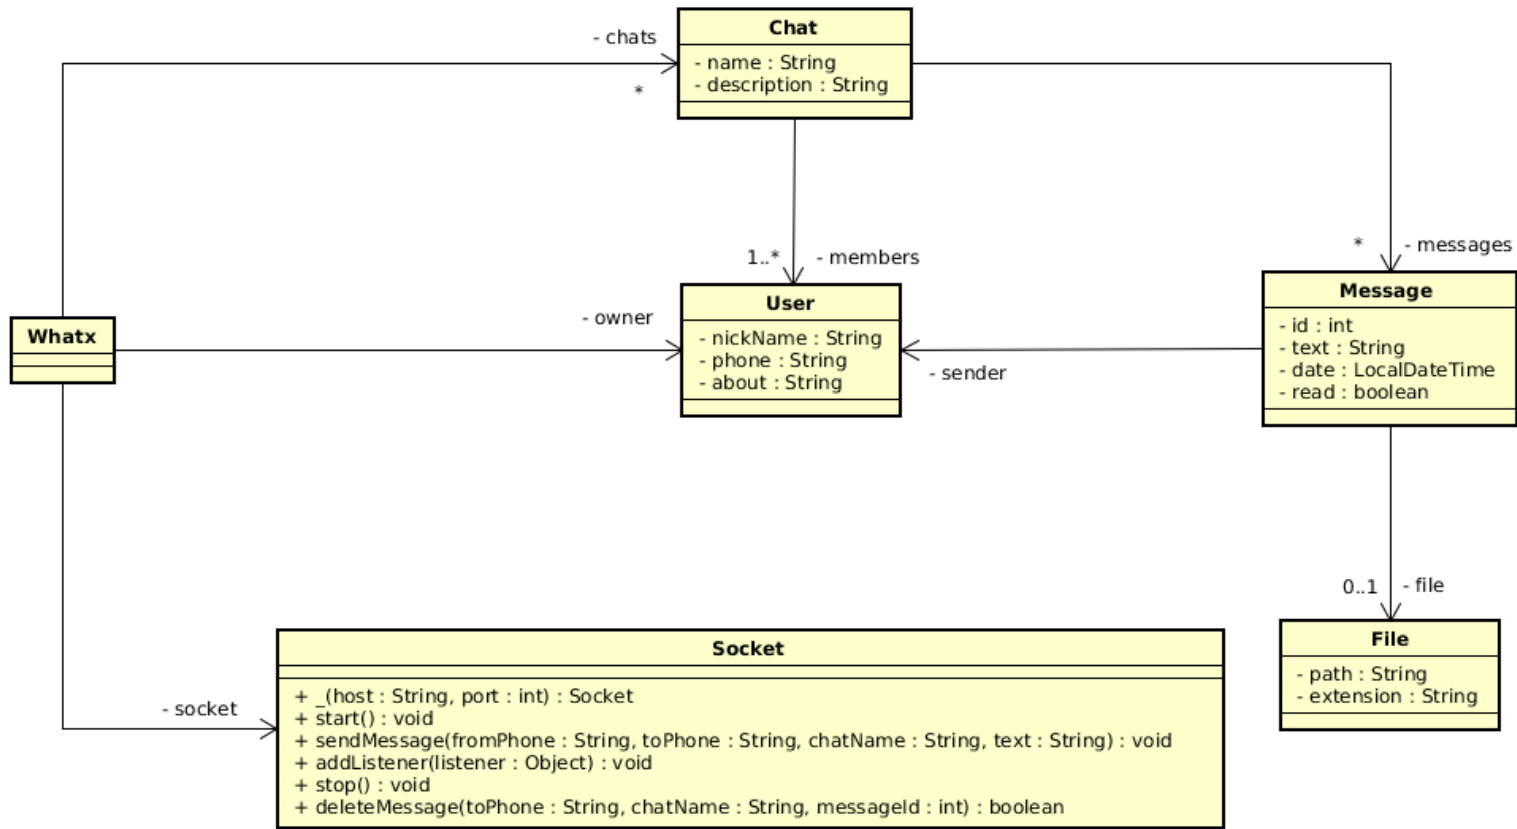 Chat
- name : String
- description : String
- chats
*
1..*
- members
*
- messages
User
- nickName : String
- phone : String
- about : String
Message
- id : int
- text : String
- date : LocalDateTime
- read : boolean
Whatx
- owner
- sender
0..1
- file
File
- path : String
- extension : String
- socket
Socket
+ _(host : String, port : int) : Socket
+ start() : void
+ sendMessage(fromPhone : String, toPhone : String, chatName : String, text : String) : void
+ addListener(listener : Object) : void
+ stop() : void
+ deleteMessage(toPhone : String, chatName : String, messageId : int) : boolean